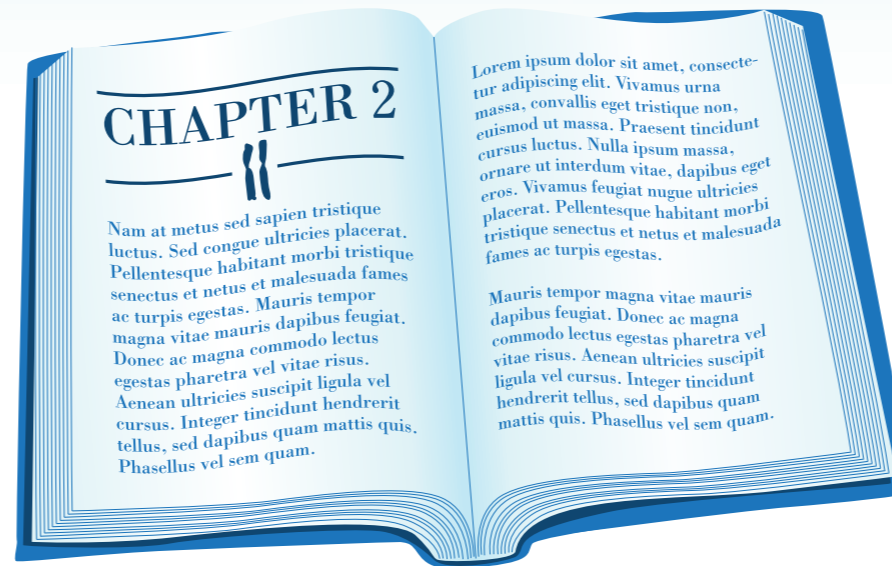 CHAPTER 2
Nam at metus sed sapien tristique
luctus. Sed congue ultricies placerat.
Pellentesque habitant morbi tristique
senectus et netus et malesuada fames
ac turpis egestas. Mauris tempor
magna vitae mauris dapibus feugiat.
Donec ac magna commodo lectus
egestas pharetra vel vitae risus.
Aenean ultricies suscipit ligula vel
cursus. Integer tincidunt hendrerit
tellus, sed dapibus quam mattis quis.
Phasellus vel sem quam.
Lorem ipsum dolor sit amet, consecte-
tur adipiscing elit. Vivamus urna
massa, convallis eget tristique non,
euismod ut massa. Praesent tincidunt
cursus luctus. Nulla ipsum massa,
ornare ut interdum vitae, dapibus eget
eros. Vivamus feugiat nugue ultricies
placerat. Pellentesque habitant morbi
tristique senectus et netus et malesuada
fames ac turpis egestas.
Mauris tempor magna vitae mauris
dapibus feugiat. Donec ac magna
commodo lectus egestas pharetra vel
vitae risus. Aenean ultricies suscipit
ligula vel cursus. Integer tincidunt
hendrerit tellus, sed dapibus quam
mattis quis. Phasellus vel sem quam.